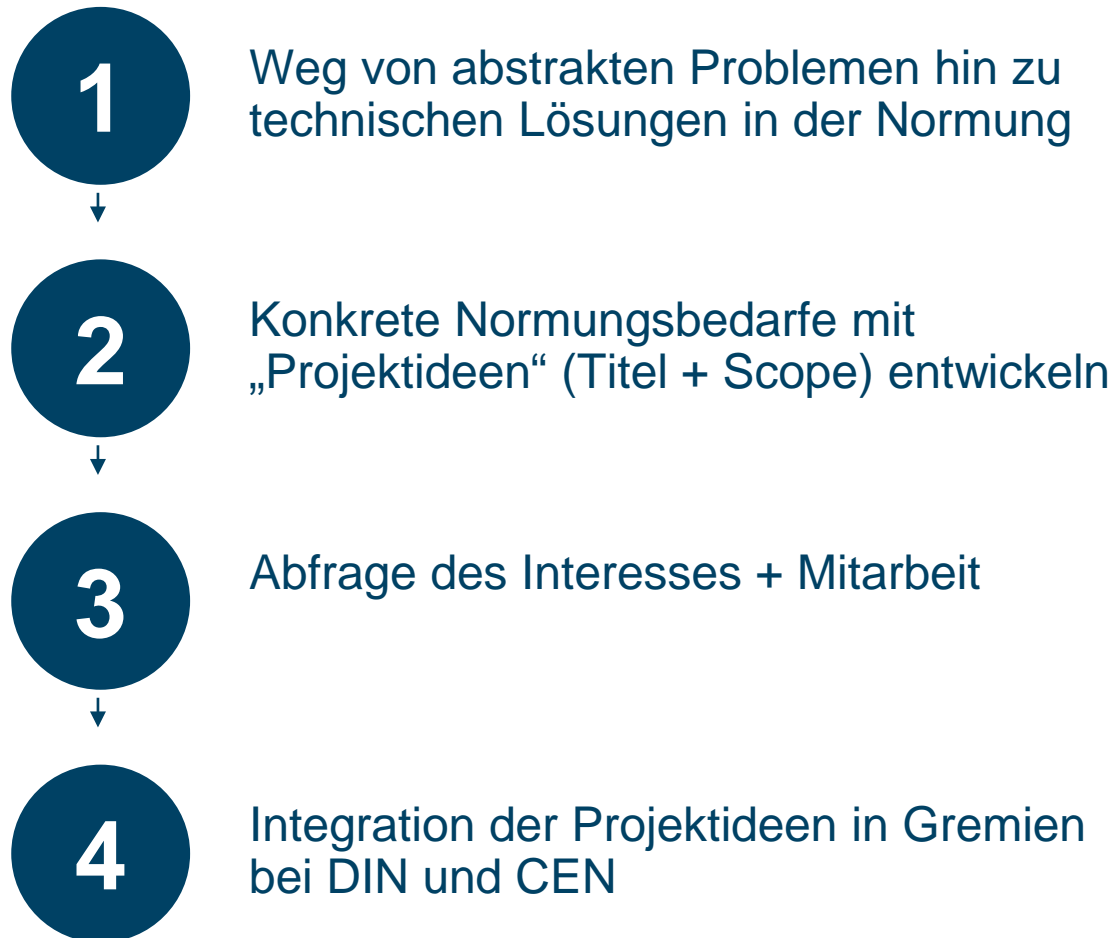 1
Weg von abstrakten Problemen hin zu
technischen Lösungen in der Normung
2
Konkrete Normungsbedarfe mit
„Projektideen“ (Titel + Scope) entwickeln
3
Abfrage des Interesses + Mitarbeit
4
Integration der Projektideen in Gremien
bei DIN und CEN